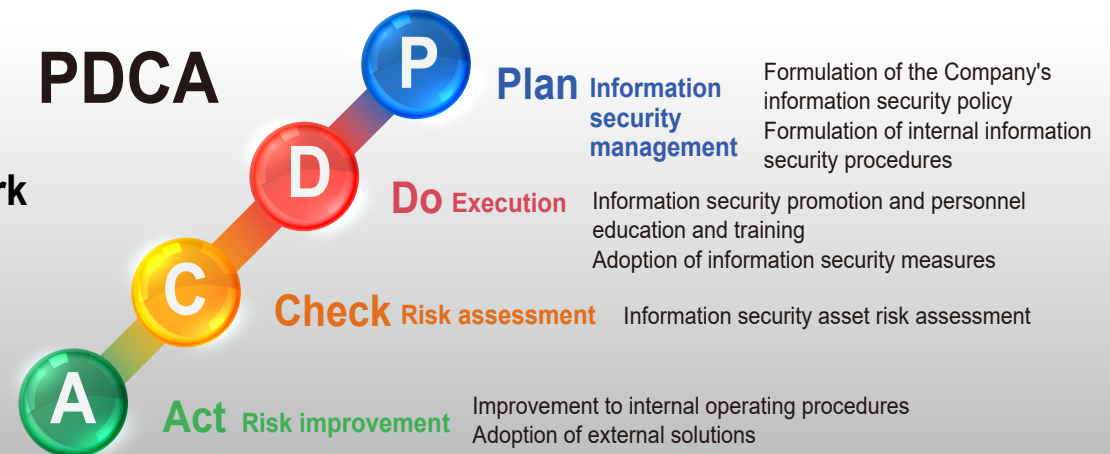 PDCA
rk
P
Plan Information security management
Formulation of the Company's
information security policy
Formulation of internal information
security procedures
D
Do Execution
Information security promotion and personnel
education and training
Adoption of information security measures
C
Check Risk assessment
Information security asset risk assessment
A
Act Risk improvement
Improvement to internal operating procedures
Adoption of external solutions